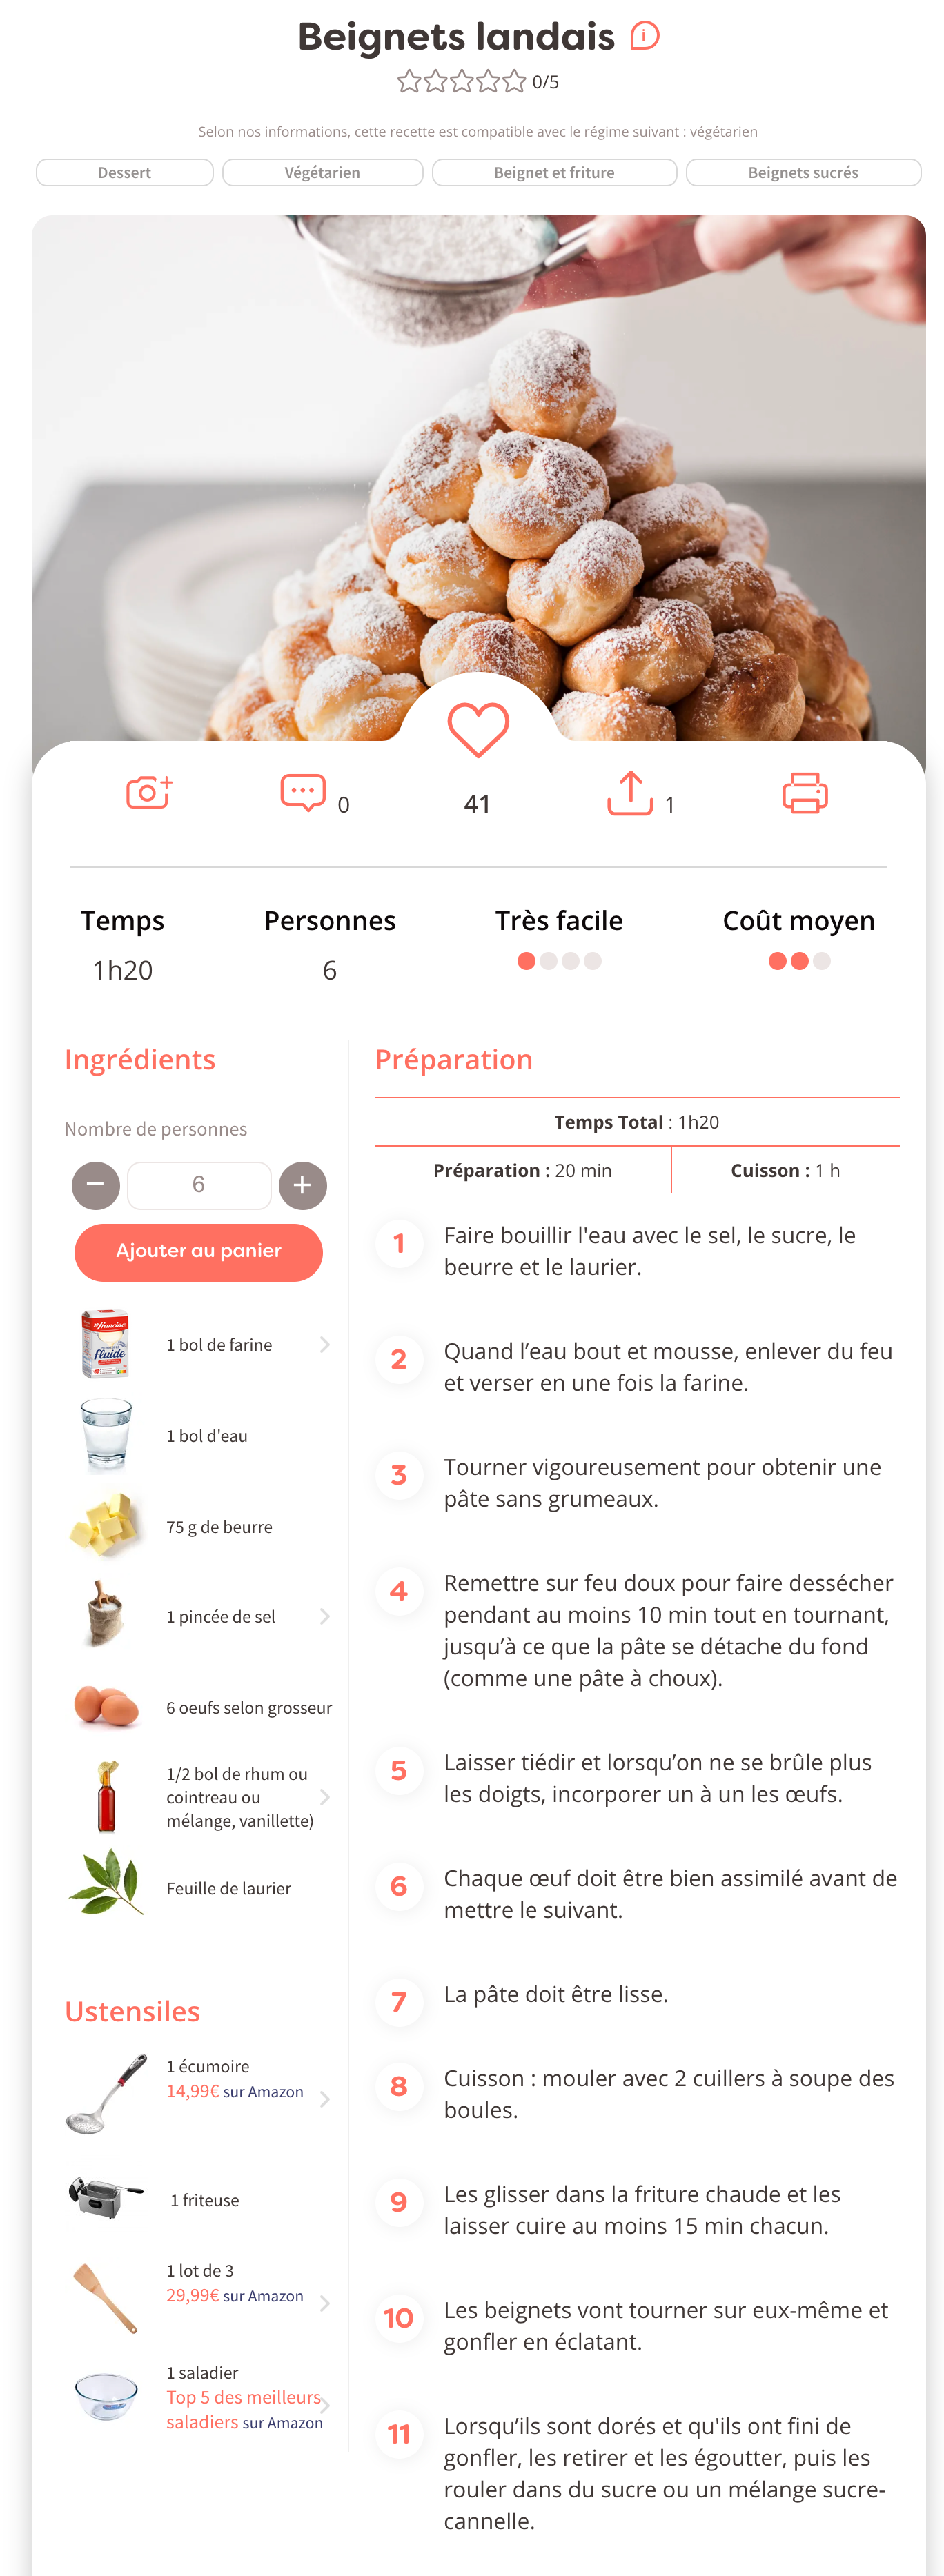 Beignets landais
i
0/5
Selon nos informations, cette recette est compatible avec le régime suivant : végétarien
Dessert
Végétarien
Beignet et friture
Beignets sucrés
0
41
1
Temps
Personnes
Très facile
Coût moyen
1h20
6
Ingrédients
Nombre de personnes
6
Ajouter au panier
francine
fluide
1 bol de farine
1 bol d'eau
75 g de beurre
1 pincée de sel
6 oeufs selon grosseur
1/2 bol de rhum ou
cointreau ou
mélange, vanillette)
Feuille de laurier
Ustensiles
1 écumoire
14,99€ sur Amazon
1 friteuse
1 lot de 3
29,99€ sur Amazon
1 saladier
Top 5 des meilleurs
saladiers sur Amazon
Préparation
Temps Total : 1h20
Préparation : 20 min
Cuisson : 1 h
1
Faire bouillir l'eau avec le sel, le sucre, le
beurre et le laurier.
2
Quand l’eau bout et mousse, enlever du feu
et verser en une fois la farine.
3
Tourner vigoureusement pour obtenir une
pâte sans grumeaux.
4
Remettre sur feu doux pour faire dessécher
pendant au moins 10 min tout en tournant,
jusqu’à ce que la pâte se détache du fond
(comme une pâte à choux).
5
Laisser tiédir et lorsqu’on ne se brûle plus
les doigts, incorporer un à un les œufs.
6
Chaque œuf doit être bien assimilé avant de
mettre le suivant.
7
La pâte doit être lisse.
8
Cuisson : mouler avec 2 cuillers à soupe des
boules.
9
Les glisser dans la friture chaude et les
laisser cuire au moins 15 min chacun.
10
Les beignets vont tourner sur eux-même et
gonfler en éclatant.
11
Lorsqu’ils sont dorés et qu'ils ont fini de
gonfler, les retirer et les égoutter, puis les
rouler dans du sucre ou un mélange sucre-
cannelle.